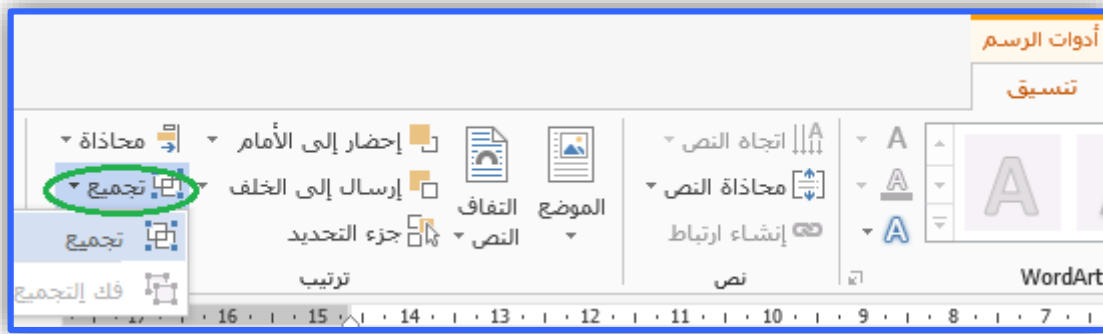 أدوات الرسم
تنسيق
A
A
A
A
WordArt
اتجاه النص
محاذاة النص
إنشاء ارتباط
نص
الموضع
التفاف
النص
إحضار إلى الأمام
إرسال إلى الخلف
جزء التحديد
محاذاة
تجميع
ترتيب
تجميع
فك التجميع
17 · ı · 16 · ı · 15 · ı · 14 · ı · 13 · ı · 12 · ı · 11 · ı · 10 · ı · 9 · ı · 8 · ı · 7